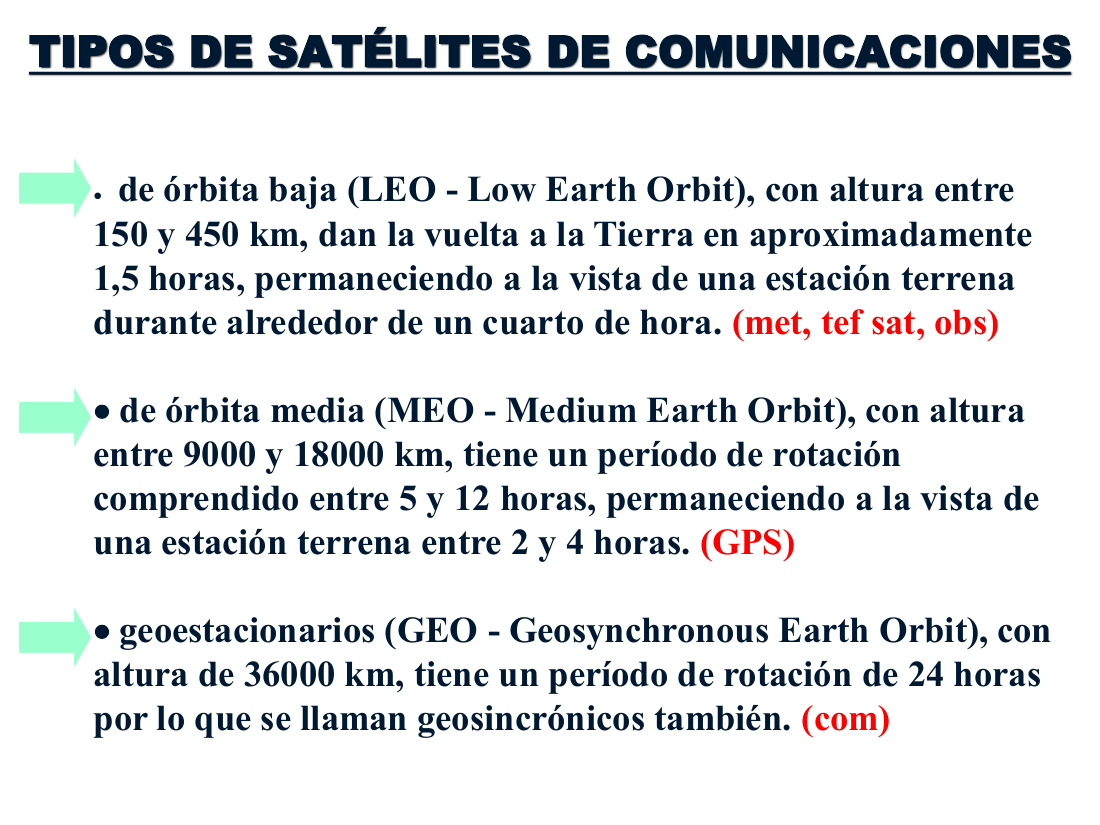 TIPOS DE SATÉLITES DE COMUNICACIONES
. de órbita baja (LEO - Low Earth Orbit), con altura entre
150 y 450 km, dan la vuelta a la Tierra en aproximadamente
1,5 horas, permaneciendo a la vista de una estación terrena
durante alrededor de un cuarto de hora. (met, tef sat, obs)
• de órbita media (MEO - Medium Earth Orbit), con altura
entre 9000 y 18000 km, tiene un período de rotación
comprendido entre 5 y 12 horas, permaneciendo a la vista de
una estación terrena entre 2 y 4 horas. (GPS)
• geoestacionarios (GEO - Geosynchronous Earth Orbit), con
altura de 36000 km, tiene un período de rotación de 24 horas
por lo que se llaman geosincrónicos también. (com)